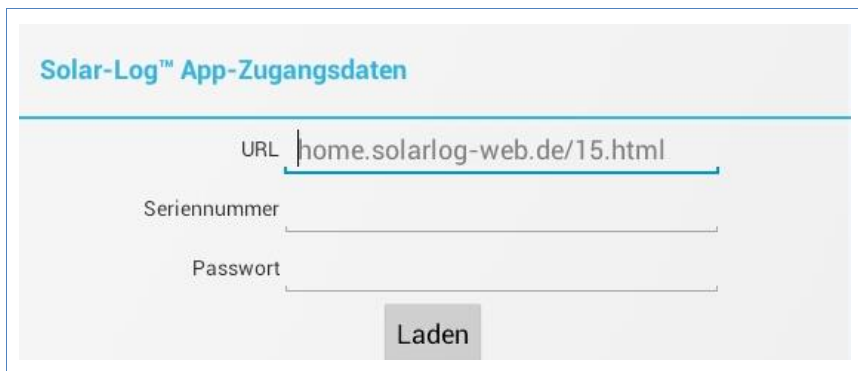 Solar-Log™ App-Zugangsdaten
URL home.solarlog-web.de/15.html
Seriennummer
Passwort
Laden